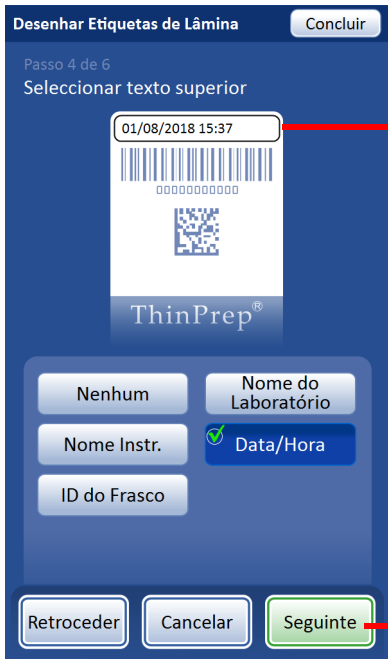 Desenhar Etiquetas de Lâmina
Concluir
Passo 4 de 6
Seleccionar texto superior
01/08/2018 15:37
ThinPrep®
Nenhum
Nome do
Laboratório
Nome Instr.
Data/Hora
ID do Frasco
Retroceder
Cancelar
Seguinte